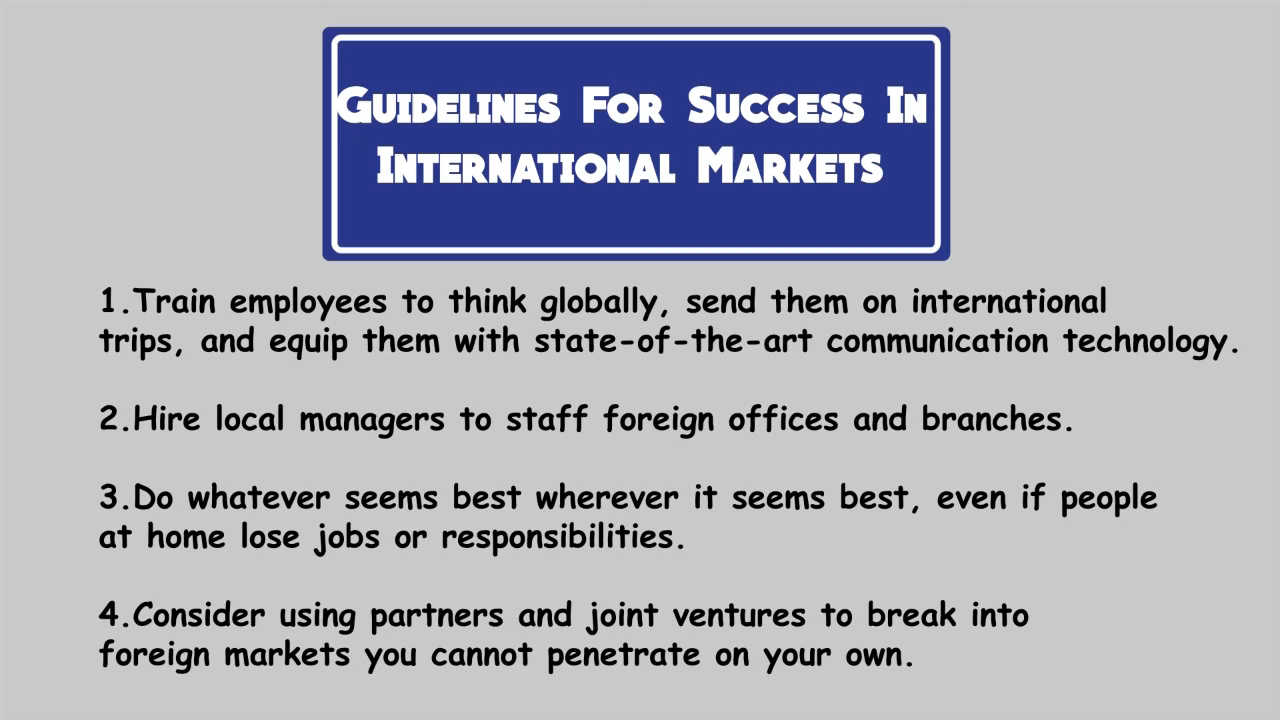 Guidelines For Success In
International Markets
1.Train employees to think globally, send them on international
trips, and equip them with state-of-the-art communication technology.
2.Hire local managers to staff foreign offices and branches.
3.Do whatever seems best wherever it seems best, even if people
at home lose jobs or responsibilities.
4.Consider using partners and joint ventures to break into
foreign markets you cannot penetrate on your own.